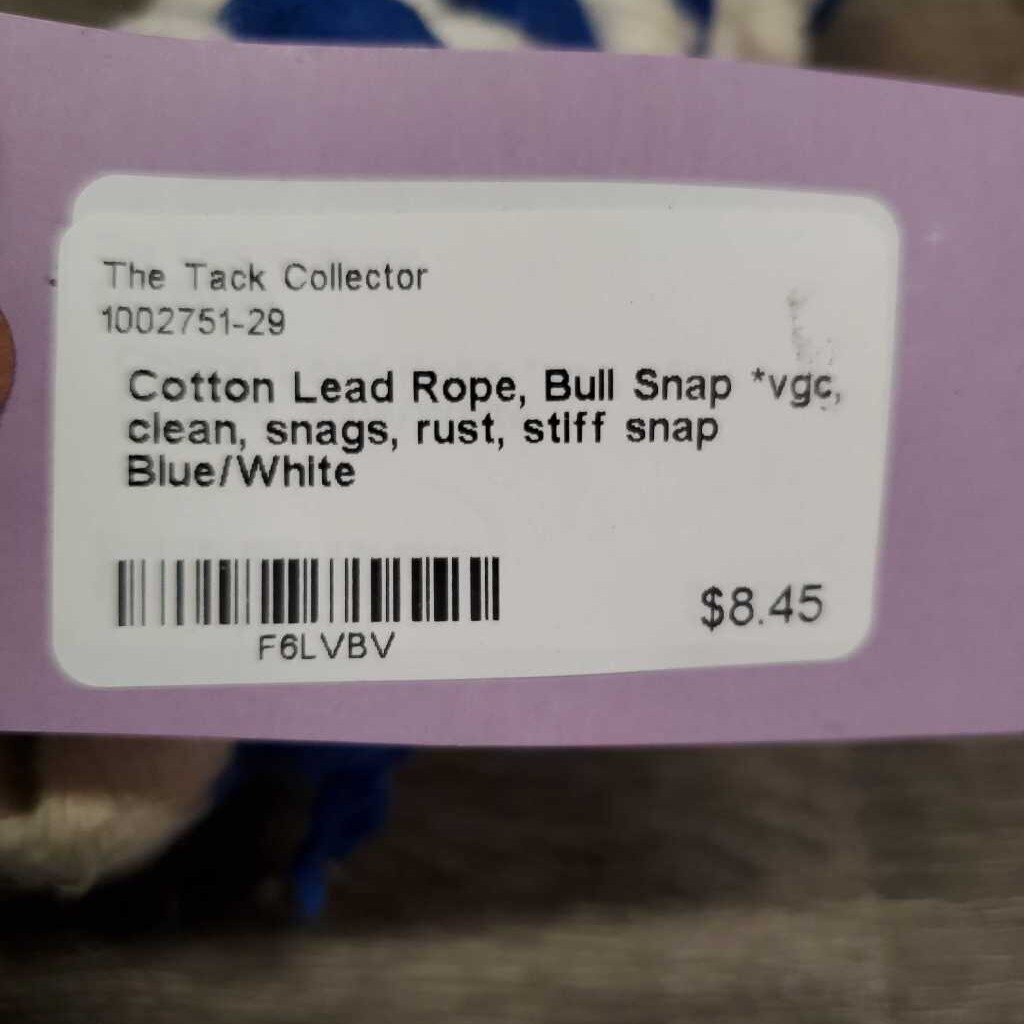 The Tack Collector
1002751-29
Cotton Lead Rope, Bull Snap *vgc,
clean, snags, rust, stiff snap
Blue/White
F6LVBV
$8.45